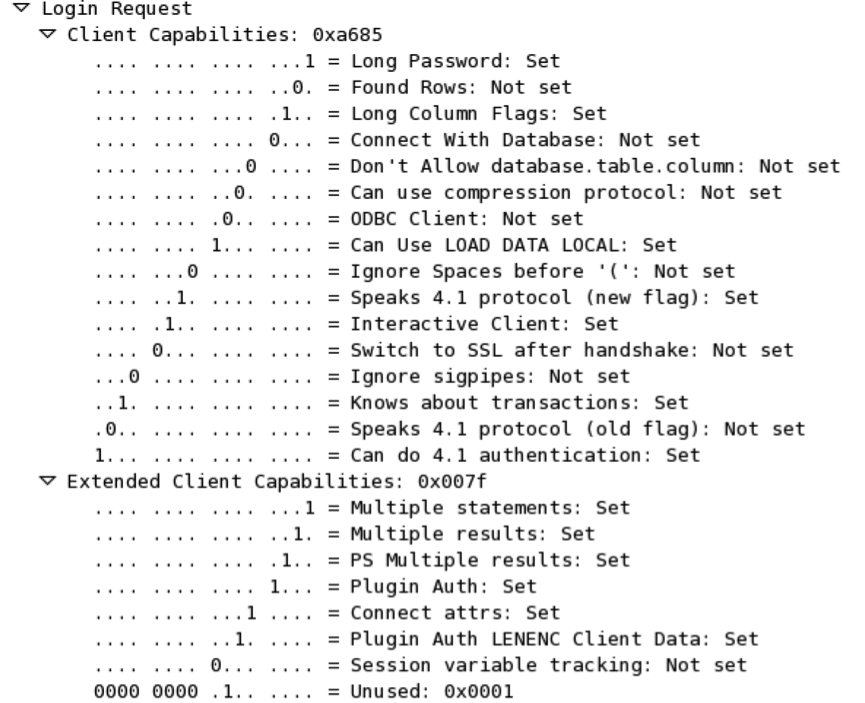 ▽ Login Request
▽ Client Capabilities: 0xa685
.... .... .... ...1 = Long Password: Set
.... .... .... ..0. = Found Rows: Not set
.... .... .... .1.. = Long Column Flags: Set
.... .... .... 0... = Connect With Database: Not set
.... .... ...0 .... = Don't Allow database.table.column: Not set
.... .... ..0. .... = Can use compression protocol: Not set
.... .... .0.. .... = ODBC Client: Not set
.... .... 1... .... = Can Use LOAD DATA LOCAL: Set
.... ...0 .... .... = Ignore Spaces before '(': Not set
.... ..1. .... .... = Speaks 4.1 protocol (new flag): Set
.... .1.. .... .... = Interactive Client: Set
.... 0... .... .... = Switch to SSL after handshake: Not set
...0 .... .... .... = Ignore sigpipes: Not set
..1. .... .... .... = Knows about transactions: Set
.0.. .... .... .... = Speaks 4.1 protocol (old flag): Not set
1... .... .... .... = Can do 4.1 authentication: Set
▽ Extended Client Capabilities: 0x007f
.... .... .... ...1 = Multiple statements: Set
.... .... .... ..1. = Multiple results: Set
.... .... .... .1.. = PS Multiple results: Set
.... .... .... 1... = Plugin Auth: Set
.... .... ...1 .... = Connect attrs: Set
.... .... ..1. .... = Plugin Auth LENENC Client Data: Set
.... .... 0... .... = Session variable tracking: Not set
0000 0000 .1.. .... = Unused: 0x0001